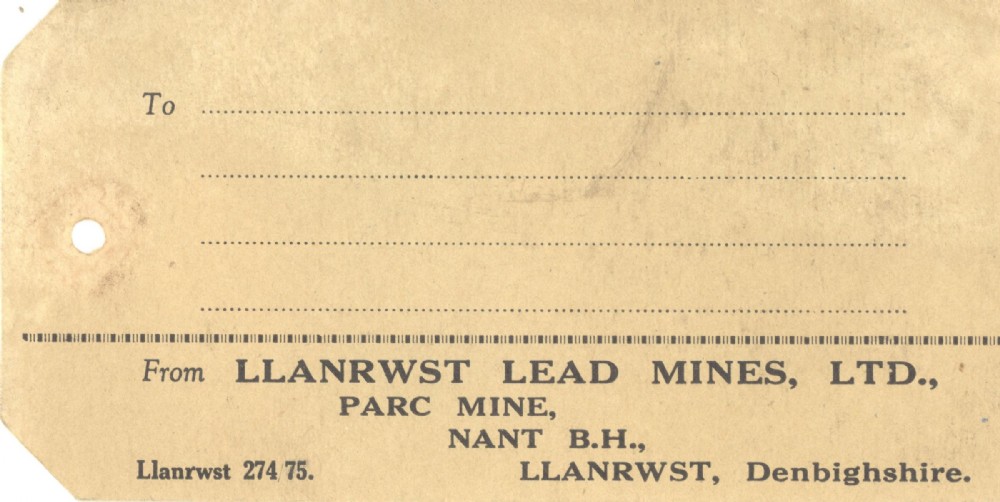 To
From LLANRWST LEAD MINES, LTD.,
PARC MINE,
NANT B.H.,
Llanrwst 274/75. LLANRWST, Denbighshire.